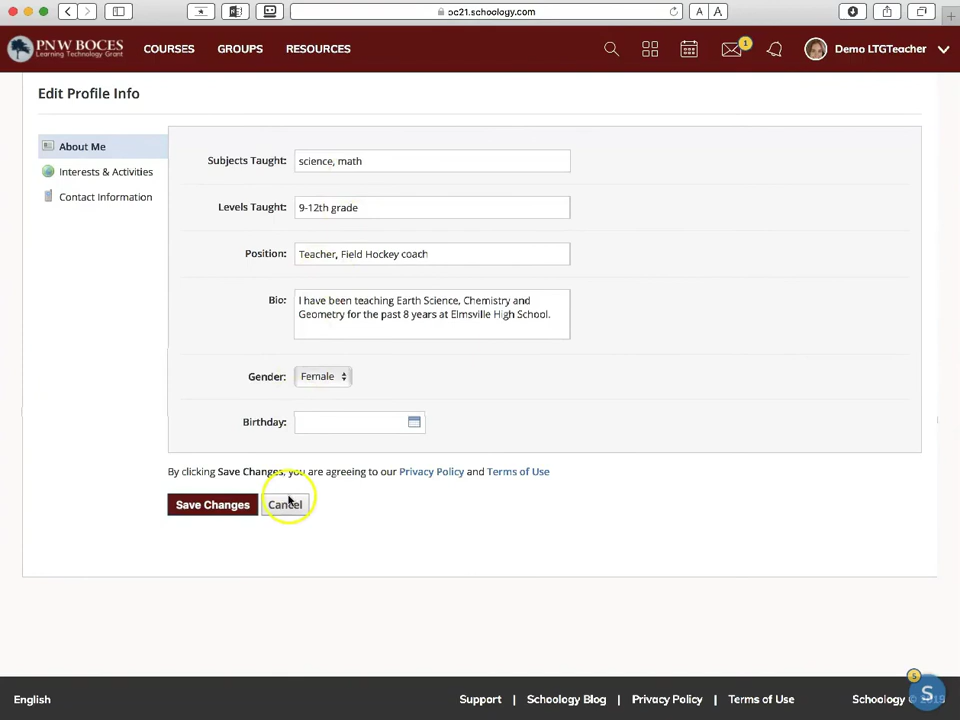 oc21.schoology.com
A A
PNW BOCES
Learning Technology Grant
COURSES GROUPS RESOURCES
1
Demo LTGTeacher
Edit Profile Info
About Me
Interests & Activities
Contact Information
Subjects Taught: science, math
Levels Taught: 9-12th grade
Position: Teacher, Field Hockey coach
Bio: I have been teaching Earth Science, Chemistry and
Geometry for the past 8 years at Elmsville High School.
Gender: Female
Birthday:
By clicking Save Changes, you are agreeing to our Privacy Policy and Terms of Use
Save Changes Cancel
English
Support | Schoology Blog | Privacy Policy | Terms of Use
Schoology © 2018
5
S